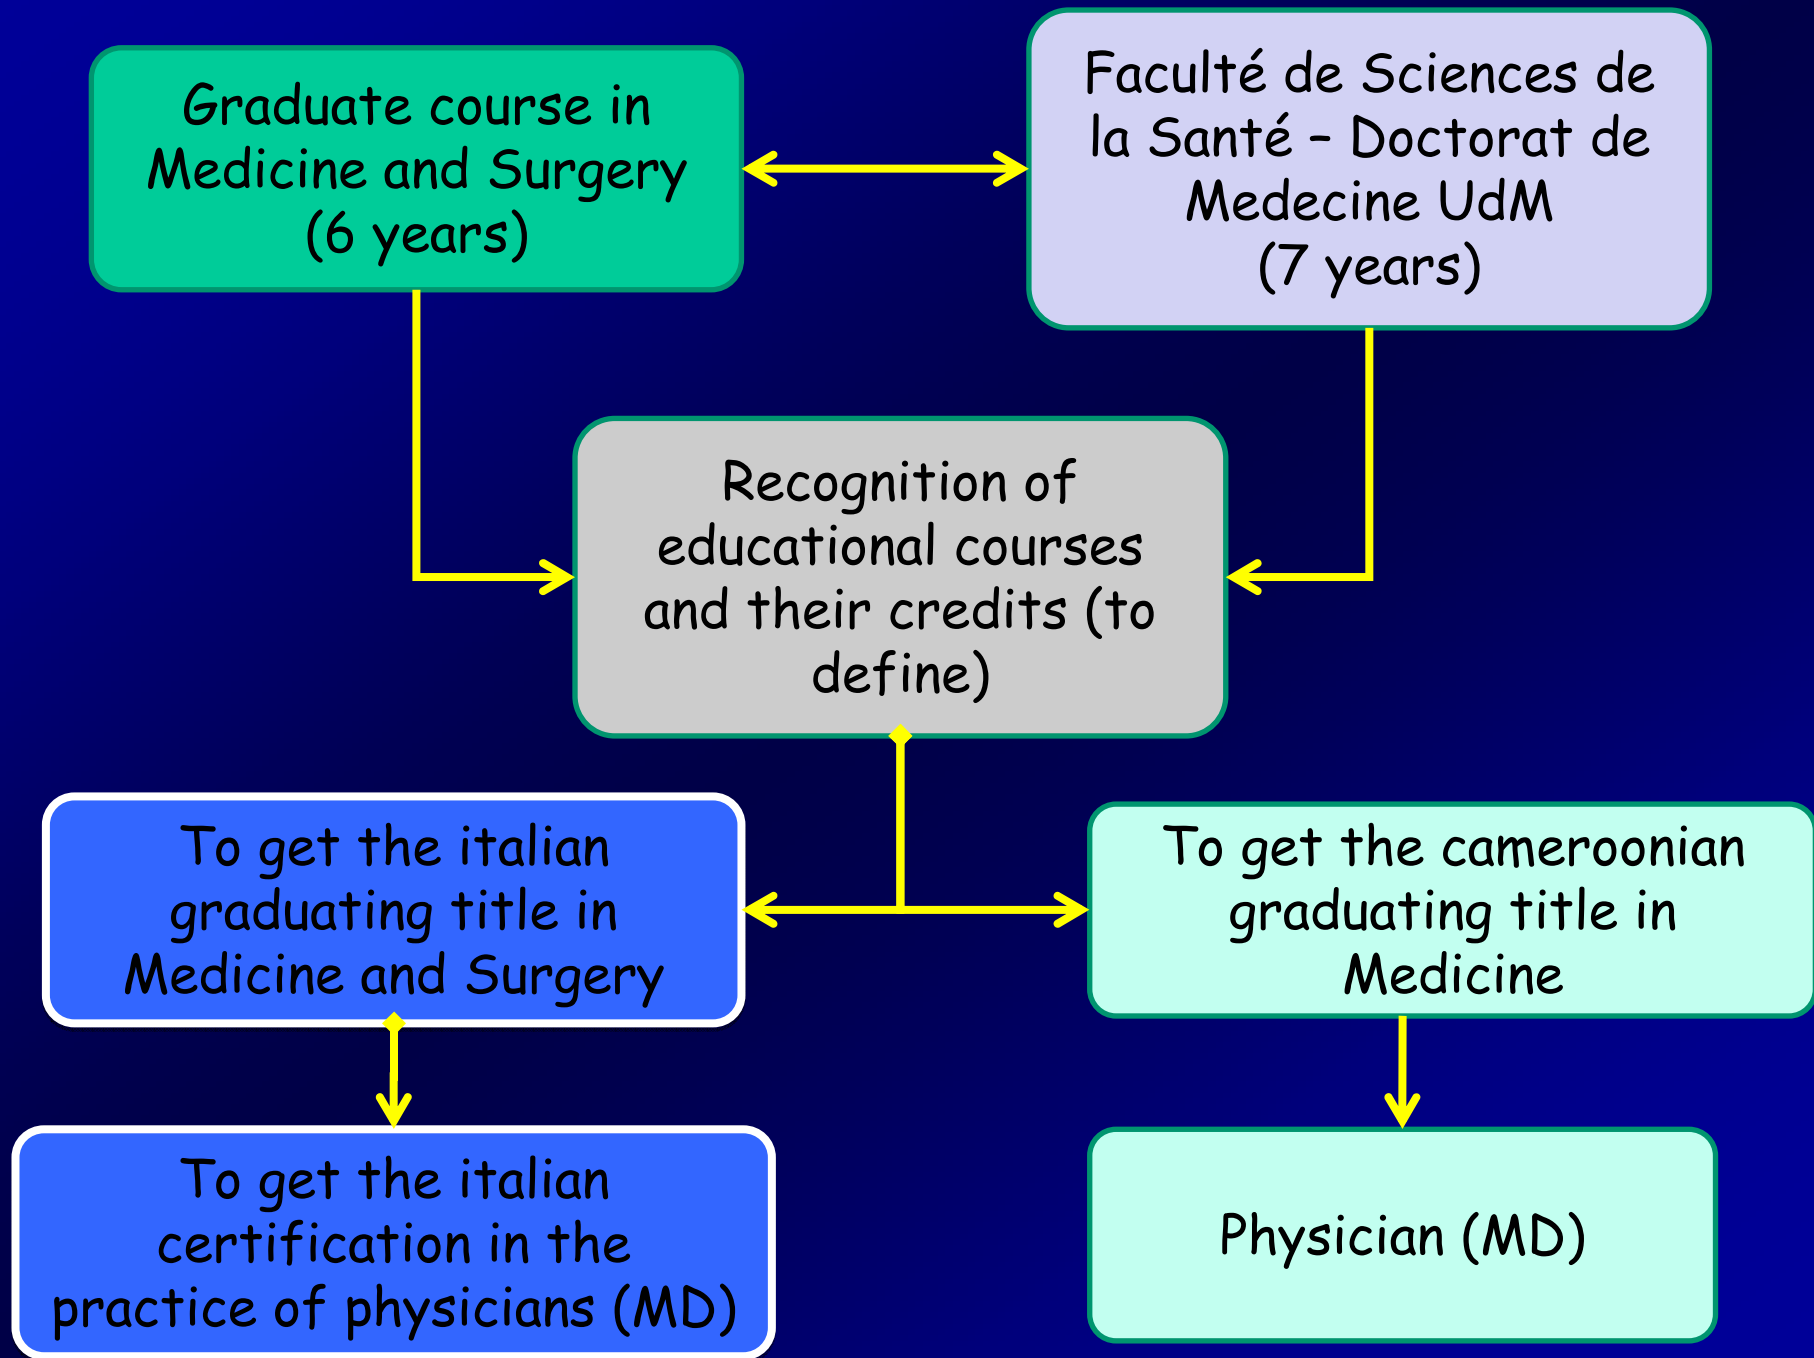 Graduate course in
Medicine and Surgery
(6 years)
Faculté de Sciences de
la Santé – Doctorat de
Medecine UdM
(7 years)
Recognition of
educational courses
and their credits (to
define)
To get the italian
graduating title in
Medicine and Surgery
To get the cameroonian
graduating title in
Medicine
To get the italian
certification in the
practice of physicians (MD)
Physician (MD)